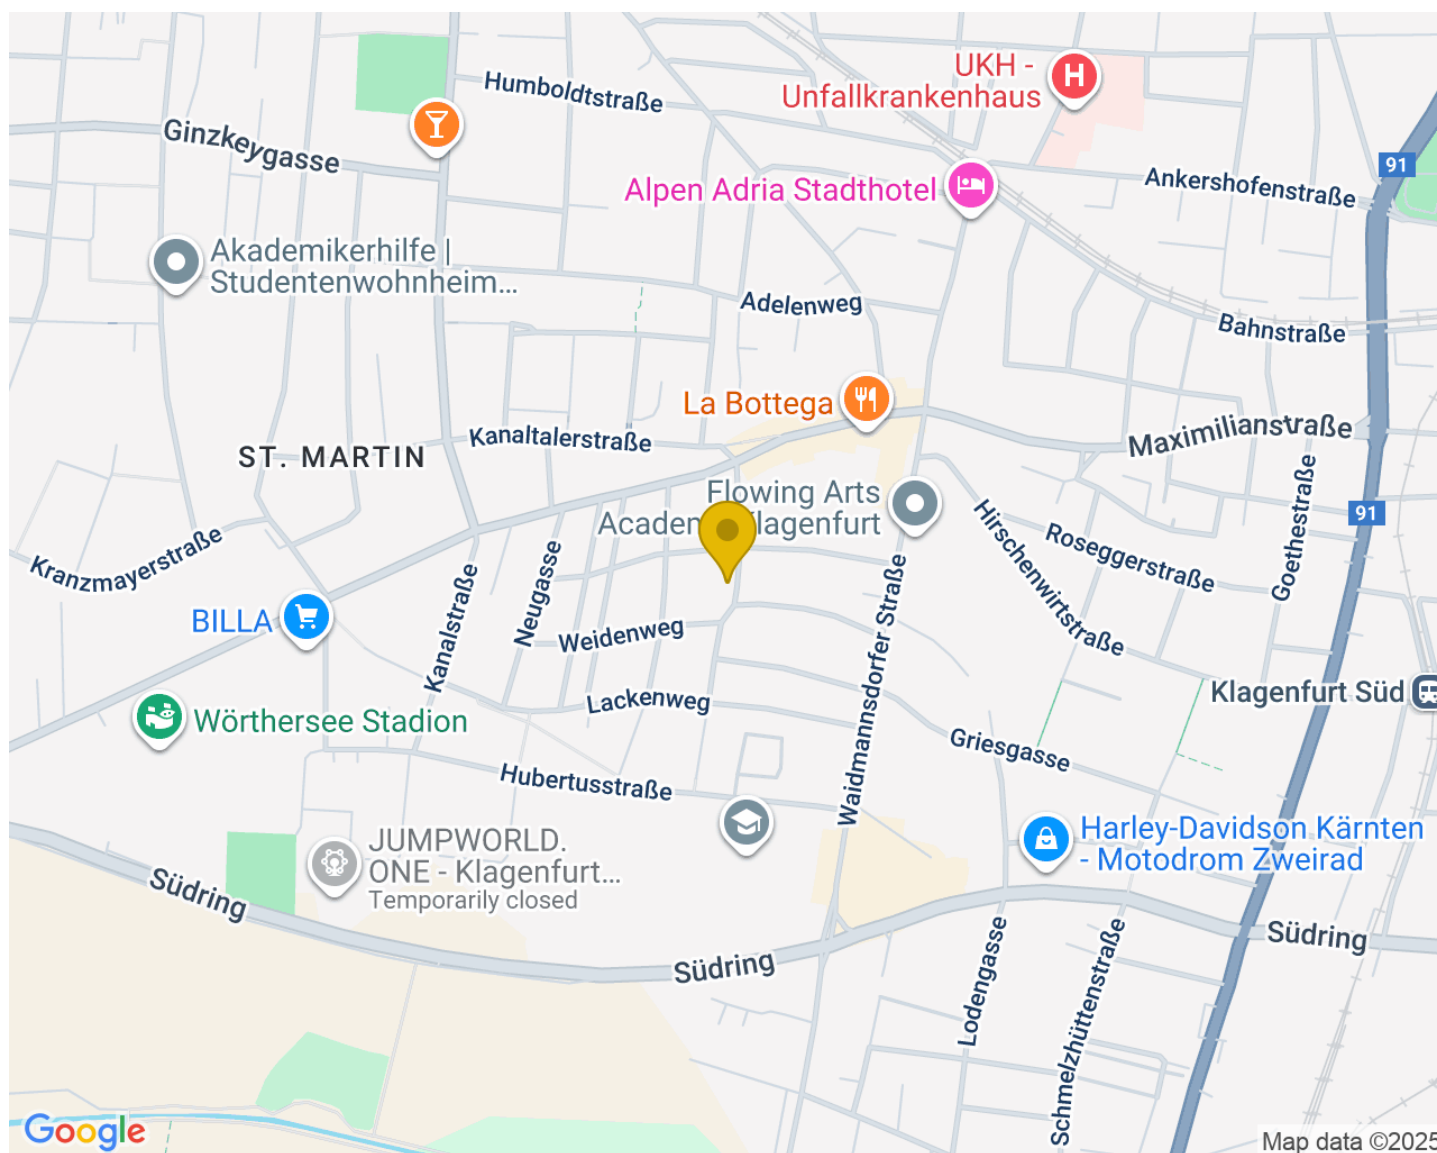 Humboldtstraße
UKH -
Unfallkrankenhaus
Ginzkeygasse
91
Ankershofenstraße
Alpen Adria Stadthotel
Akademikerhilfe |
Studentenwohnheim...
Adelenweg
Bahnstraße
La Bottega
Maximilianstraße
Kanaltalerstraße
ST. MARTIN
Goethestraße
Flowing Arts
Klagenfurt
91
Hirschenwirtstraße
Roseggerstraße
Kranzmayerstraße
Kanalstraße
Neugasse
Waidmannsdorfer Straße
BILLA
Weidenweg
Lackenweg
Klagenfurt Süd
Wörthersee Stadion
Griesgasse
Hubertusstraße
JUMPWORLD.
ONE - Klagenfurt...
Temporarily closed
Harley-Davidson Kärnten
- Motodrom Zweirad
Südring
Südring
Südring
Lodengasse
Schmelzhüttenstraße
Google
Map data ©2025